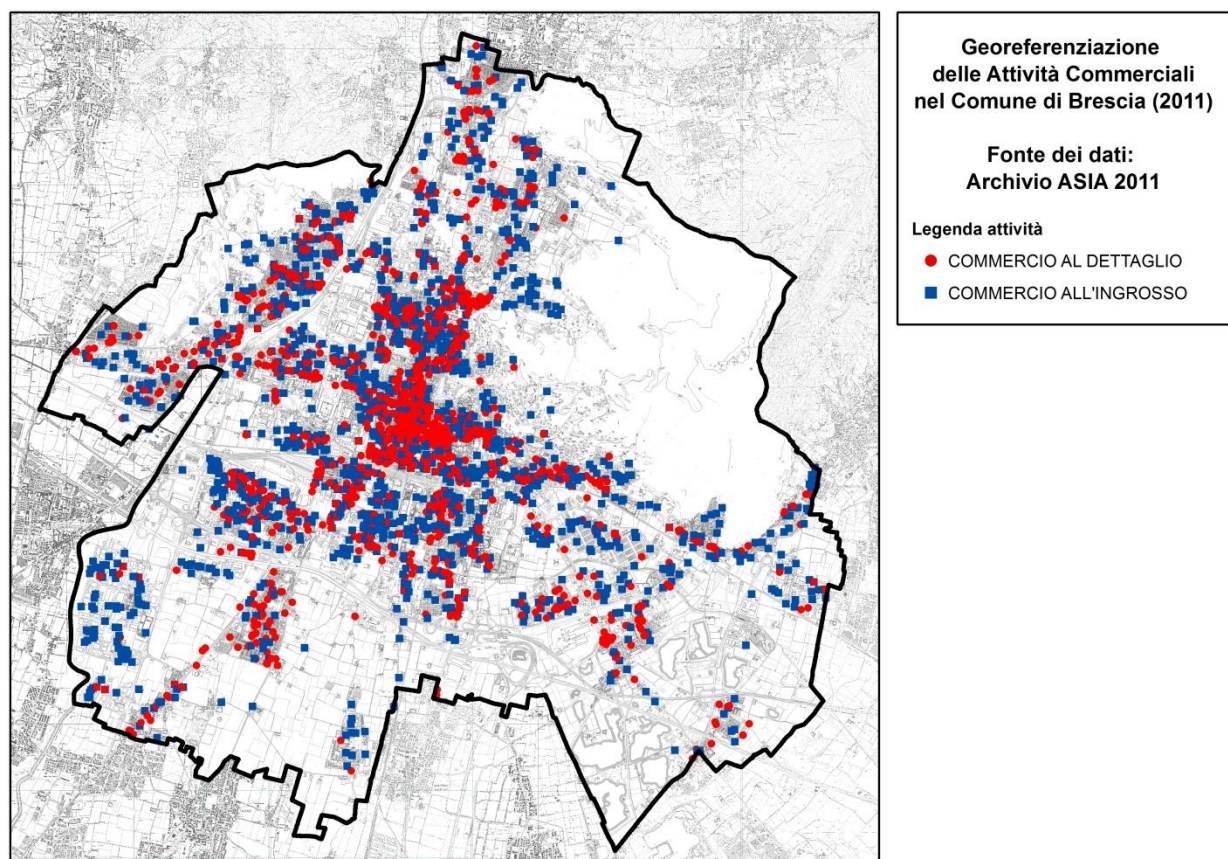 Georeferenziazione
delle Attività Commerciali
nel Comune di Brescia (2011)
Fonte dei dati:
Archivio ASIA 2011
Legenda attività
COMMERCIO AL DETTAGLIO
COMMERCIO ALL'INGROSSO